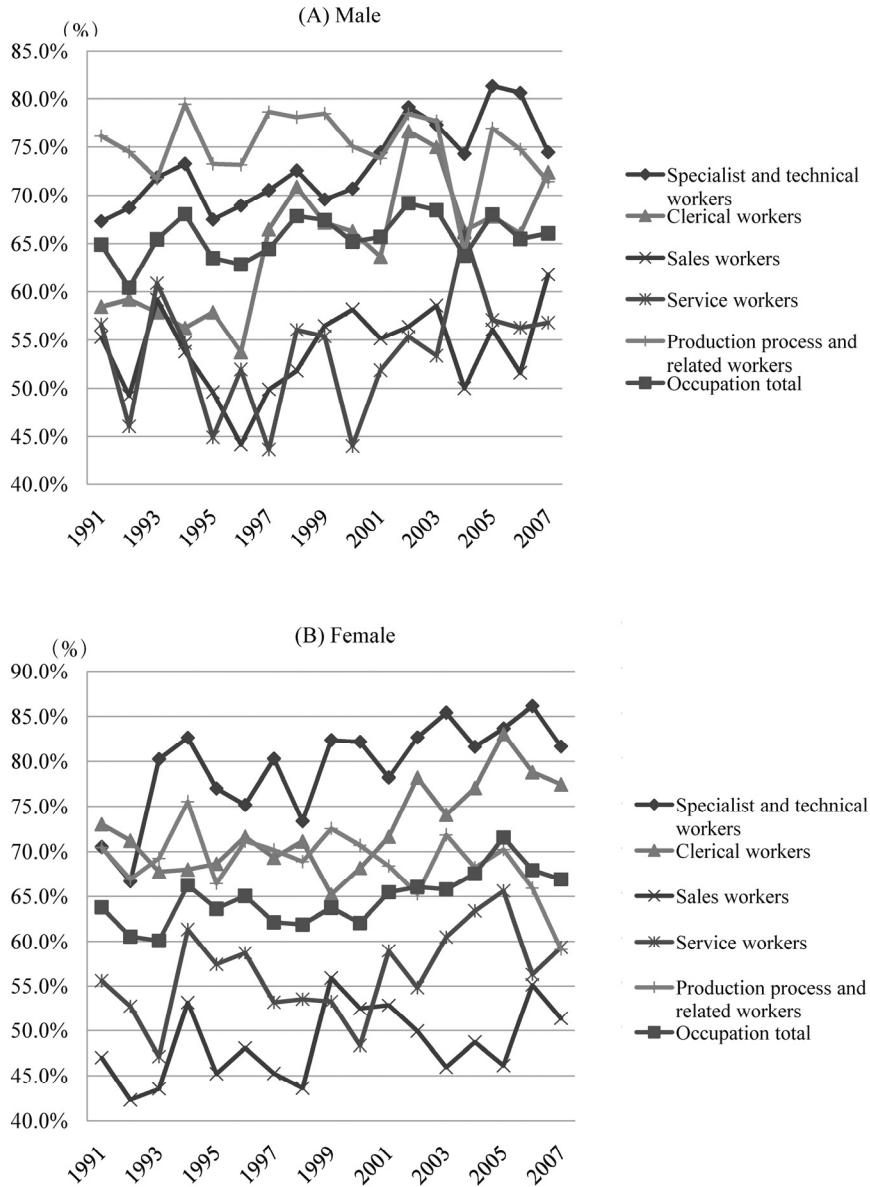 (A) Male
(%)
85.0%
80.0%
75.0%
70.0%
65.0%
60.0%
55.0%
50.0%
45.0%
40.0%
1991
1993
1995
1997
1999
2001
2003
2005
2007
Specialist and technical
workers
Clerical workers
Sales workers
Service workers
Production process and
related workers
Occupation total
(B) Female
(%)
90.0%
85.0%
80.0%
75.0%
70.0%
65.0%
60.0%
55.0%
50.0%
45.0%
40.0%
1991
1993
1995
1997
1999
2001
2003
2005
2007
Specialist and technical
workers
Clerical workers
Sales workers
Service workers
Production process and
related workers
Occupation total